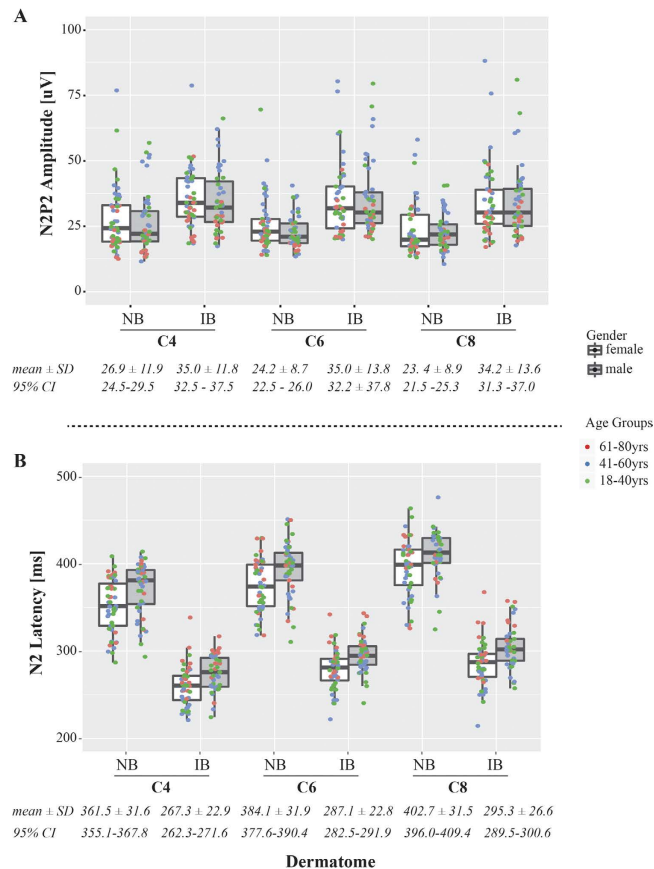 A
N2P2 Amplitude [uV]
100
75
50
25
0
NB IB NB IB NB IB
C4 C6 C8
mean ± SD 26.9 ± 11.9 35.0 ± 11.8 24.2 ± 8.7 35.0 ± 13.8 23. 4 ± 8.9 34.2 ± 13.6
95% CI 24.5-29.5 32.5 - 37.5 22.5 - 26.0 32.2 - 37.8 21.5 -25.3 31.3 -37.0
Gender
female
male
Age Groups
61-80yrs
41-60yrs
18-40yrs
B
N2 Latency [ms]
500
400
300
200
NB IB NB IB NB IB
C4 C6 C8
mean ± SD 361.5 ± 31.6 267.3 ± 22.9 384.1 ± 31.9 287.1 ± 22.8 402.7 ± 31.5 295.3 ± 26.6
95% CI 355.1-367.8 262.3-271.6 377.6-390.4 282.5-291.9 396.0-409.4 289.5-300.6
Dermatome